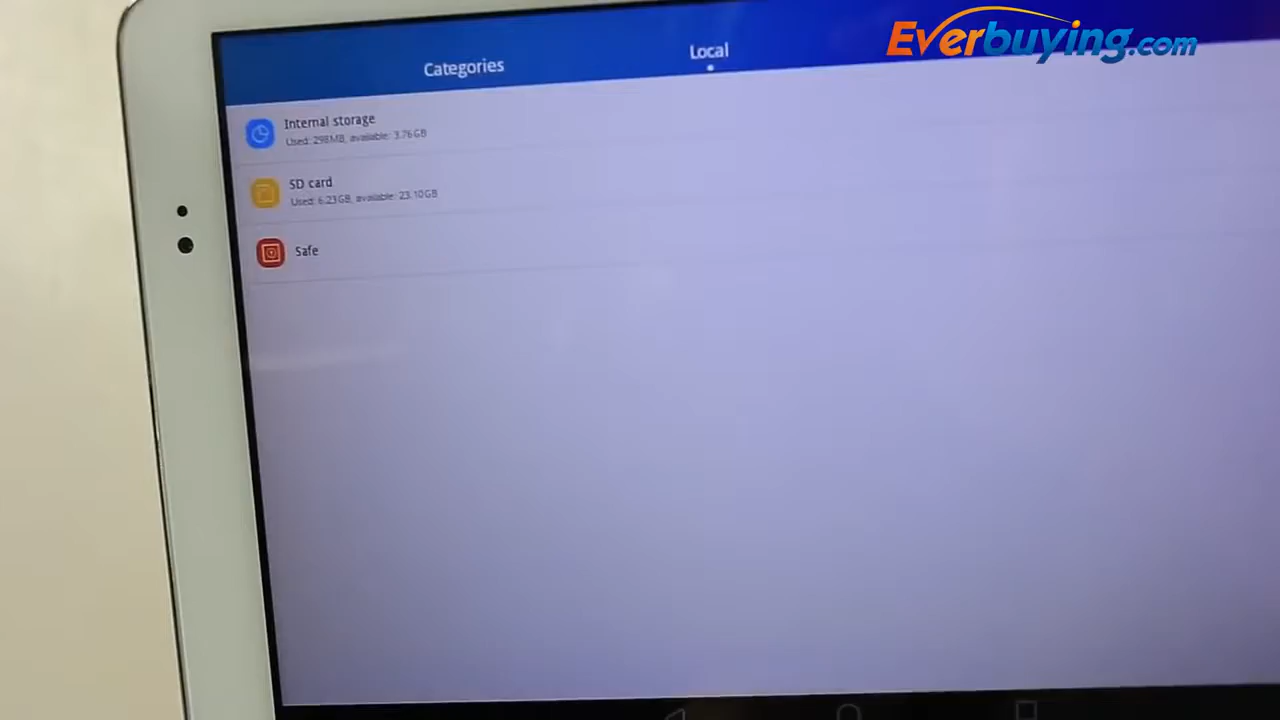 Everbuying.com
Local
Categories
Internal storage
Used: 298MB, available: 3.76GB
SD card
Used: 6.23GB, available: 23.10GB
Safe